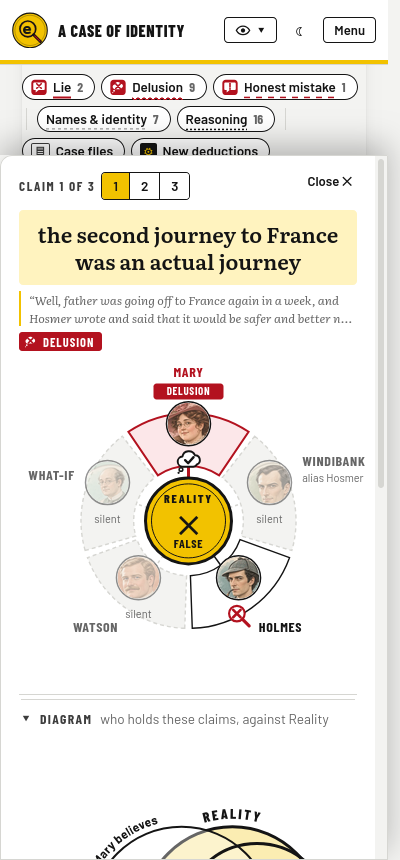 A CASE OF IDENTITY
Menu
Lie 2
Delusion 9
Honest mistake 1
Names & identity 7
Reasoning 16
Case files
New deductions
CLAIM 1 OF 3
1
2
3
Close
the second journey to France
was an actual journey
“Well, father was going off to France again in a week, and
Hosmer wrote and said that it would be safer and better n…
DELUSION
MARY
DELUSION
WHAT-IF
silent
WINDIBANK
alias Hosmer
silent
REALITY
FALSE
silent
WATSON
HOLMES
DIAGRAM who holds these claims, against Reality
REALITY
Mary believes